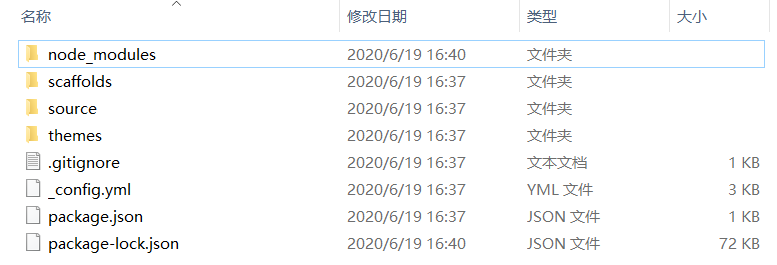 名称 修改日期 类型 大小
node_modules 2020/6/19 16:40 文件夹
scaffolds 2020/6/19 16:37 文件夹
source 2020/6/19 16:37 文件夹
themes 2020/6/19 16:37 文件夹
.gitignore 2020/6/19 16:37 文本文档 1 KB
_config.yml 2020/6/19 16:37 YML 文件 3 KB
package.json 2020/6/19 16:37 JSON 文件 1 KB
package-lock.json 2020/6/19 16:40 JSON 文件 72 KB